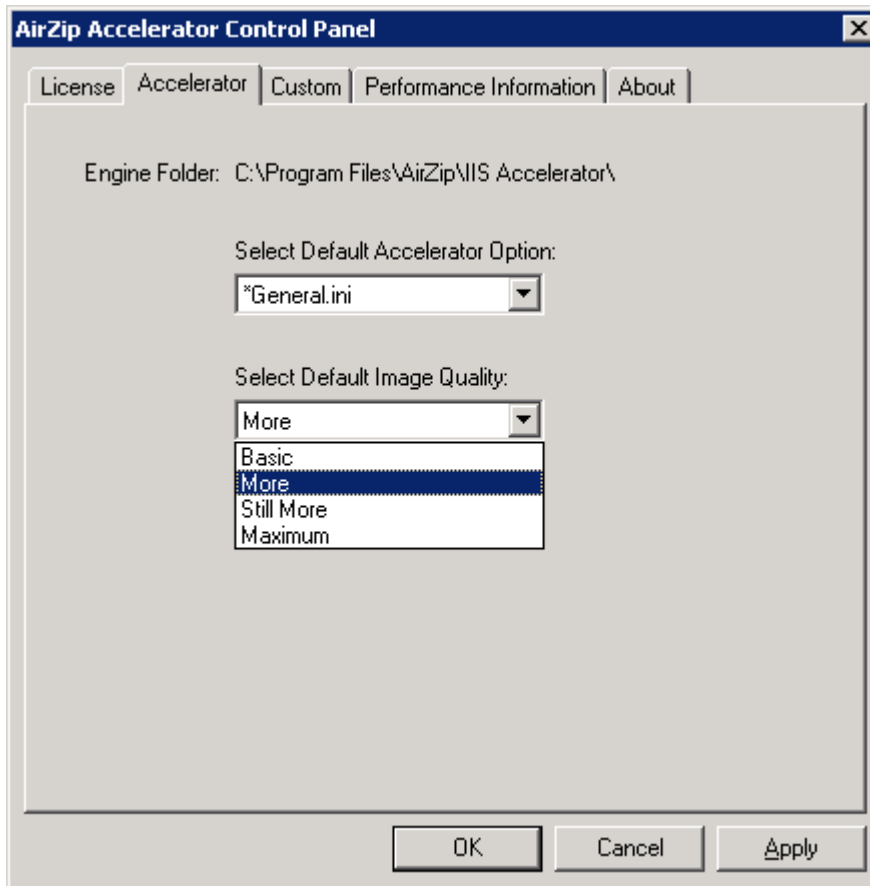 AirZip Accelerator Control Panel
License Accelerator Custom Performance Information About
Engine Folder: C:\Program Files\AirZip\IIS Accelerator\
Select Default Accelerator Option:
*General.ini
Select Default Image Quality:
More
Basic
More
Still More
Maximum
OK Cancel Apply